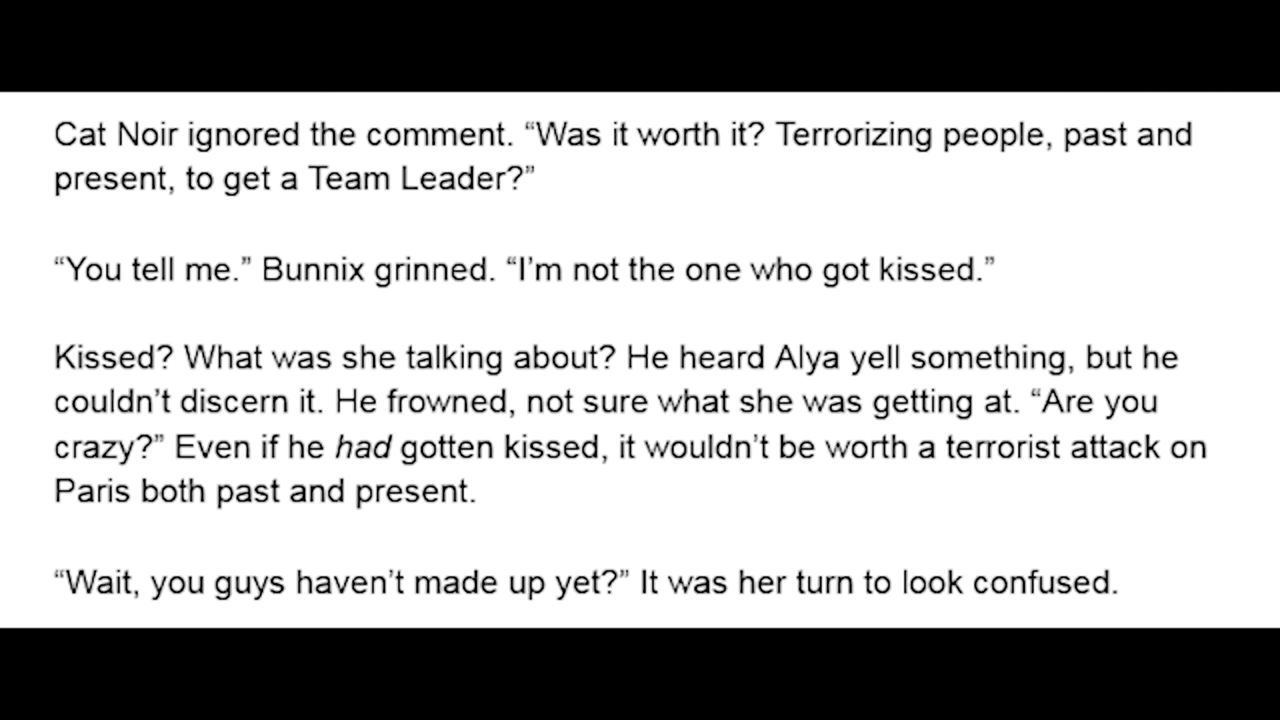 Cat Noir ignored the comment. “Was it worth it? Terrorizing people, past and
present, to get a Team Leader?”
“You tell me.” Bunnix grinned. “I’m not the one who got kissed.”
Kissed? What was she talking about? He heard Alya yell something, but he
couldn’t discern it. He frowned, not sure what she was getting at. “Are you
crazy?” Even if he had gotten kissed, it wouldn’t be worth a terrorist attack on
Paris both past and present.
“Wait, you guys haven’t made up yet?” It was her turn to look confused.